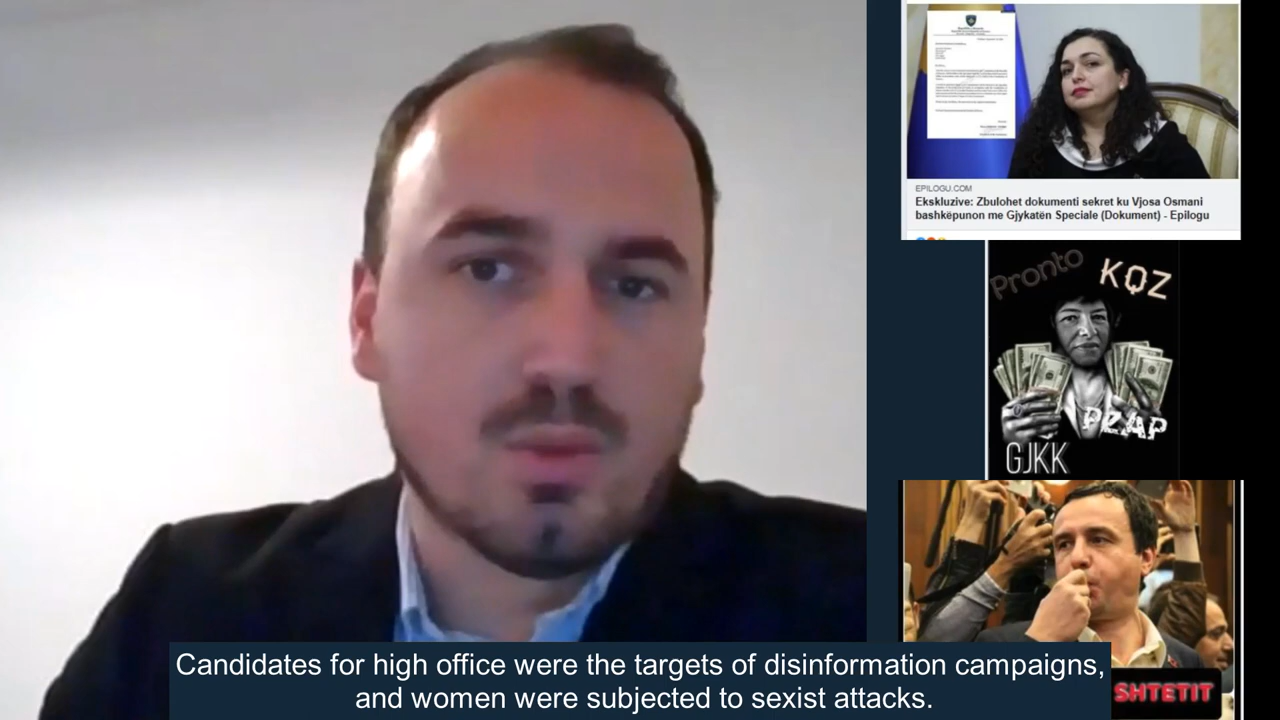 EPILOGU.COM
Ekskluzive: Zbulohet dokumenti sekret ku Vjosa Osmani
bashkëpunon me Gjykatën Speciale (Dokument) - Epilogu
Pronto
KQZ
PZAP
GJKK
SHTETIT
Candidates for high office were the targets of disinformation campaigns,
and women were subjected to sexist attacks.